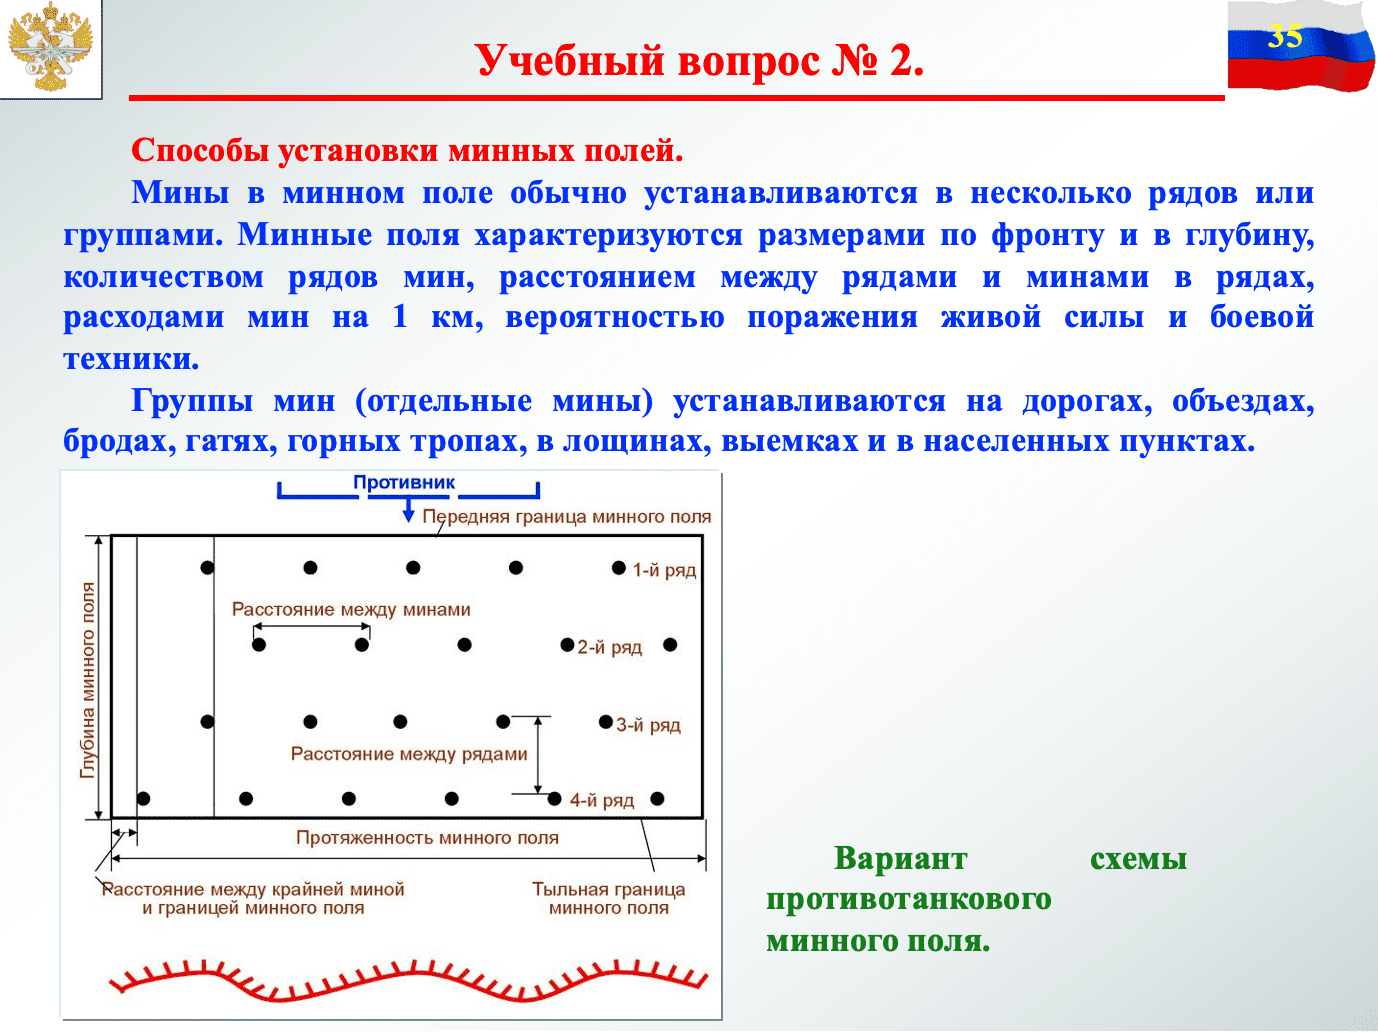 35
Учебный вопрос № 2.
Способы установки минных полей.
Мины в минном поле обычно устанавливаются в несколько рядов или
группами. Минные поля характеризуются размерами по фронту и в глубину,
количеством рядов мин, расстоянием между рядами и минами в рядах,
расходами мин на 1 км, вероятностью поражения живой силы и боевой
техники.
Группы мин (отдельные мины) устанавливаются на дорогах, объездах,
бродах, гатях, горных тропах, в лощинах, выемках и в населенных пунктах.
Противник
Передняя граница минного поля
1-й ряд
Расстояние между минами
2-й ряд
Глубина минного поля
3-й ряд
Расстояние между рядами
4-й ряд
Протяженность минного поля
Расстояние между крайней миной
и границей минного поля
Тыльная граница
минного поля
Вариант схемы
противотанкового
минного поля.